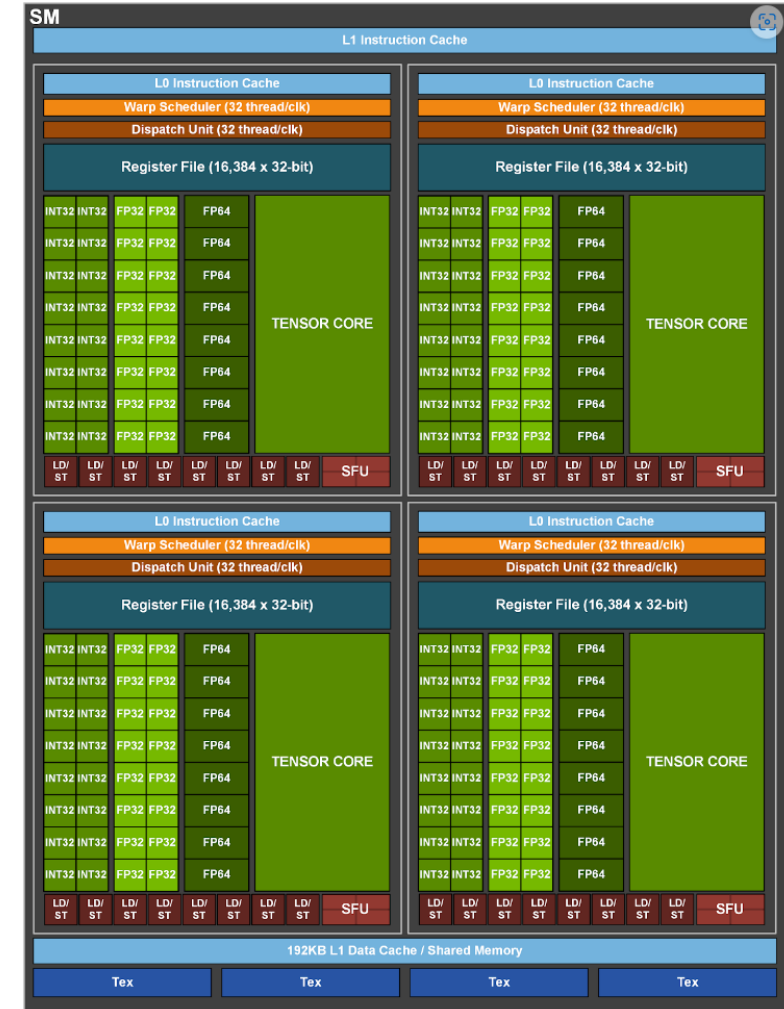 SM
L1 Instruction Cache
L0 Instruction Cache
Warp Scheduler (32 thread/clk)
Dispatch Unit (32 thread/clk)
Register File (16,384 x 32-bit)
INT32 INT32 FP32 FP32 FP64
INT32 INT32 FP32 FP32 FP64
INT32 INT32 FP32 FP32 FP64
INT32 INT32 FP32 FP32 FP64
INT32 INT32 FP32 FP32 FP64
INT32 INT32 FP32 FP32 FP64
INT32 INT32 FP32 FP32 FP64
INT32 INT32 FP32 FP32 FP64
TENSOR CORE
LD/ LD/ LD/ LD/ LD/ LD/ LD/ LD/
ST ST ST ST ST ST ST ST
SFU
L0 Instruction Cache
Warp Scheduler (32 thread/clk)
Dispatch Unit (32 thread/clk)
Register File (16,384 x 32-bit)
INT32 INT32 FP32 FP32 FP64
INT32 INT32 FP32 FP32 FP64
INT32 INT32 FP32 FP32 FP64
INT32 INT32 FP32 FP32 FP64
INT32 INT32 FP32 FP32 FP64
INT32 INT32 FP32 FP32 FP64
INT32 INT32 FP32 FP32 FP64
INT32 INT32 FP32 FP32 FP64
TENSOR CORE
LD/ LD/ LD/ LD/ LD/ LD/ LD/ LD/
ST ST ST ST ST ST ST ST
SFU
L0 Instruction Cache
Warp Scheduler (32 thread/clk)
Dispatch Unit (32 thread/clk)
Register File (16,384 x 32-bit)
INT32 INT32 FP32 FP32 FP64
INT32 INT32 FP32 FP32 FP64
INT32 INT32 FP32 FP32 FP64
INT32 INT32 FP32 FP32 FP64
INT32 INT32 FP32 FP32 FP64
INT32 INT32 FP32 FP32 FP64
INT32 INT32 FP32 FP32 FP64
INT32 INT32 FP32 FP32 FP64
TENSOR CORE
LD/ LD/ LD/ LD/ LD/ LD/ LD/ LD/
ST ST ST ST ST ST ST ST
SFU
L0 Instruction Cache
Warp Scheduler (32 thread/clk)
Dispatch Unit (32 thread/clk)
Register File (16,384 x 32-bit)
INT32 INT32 FP32 FP32 FP64
INT32 INT32 FP32 FP32 FP64
INT32 INT32 FP32 FP32 FP64
INT32 INT32 FP32 FP32 FP64
INT32 INT32 FP32 FP32 FP64
INT32 INT32 FP32 FP32 FP64
INT32 INT32 FP32 FP32 FP64
INT32 INT32 FP32 FP32 FP64
TENSOR CORE
LD/ LD/ LD/ LD/ LD/ LD/ LD/ LD/
ST ST ST ST ST ST ST ST
SFU
192KB L1 Data Cache / Shared Memory
Tex Tex Tex Tex